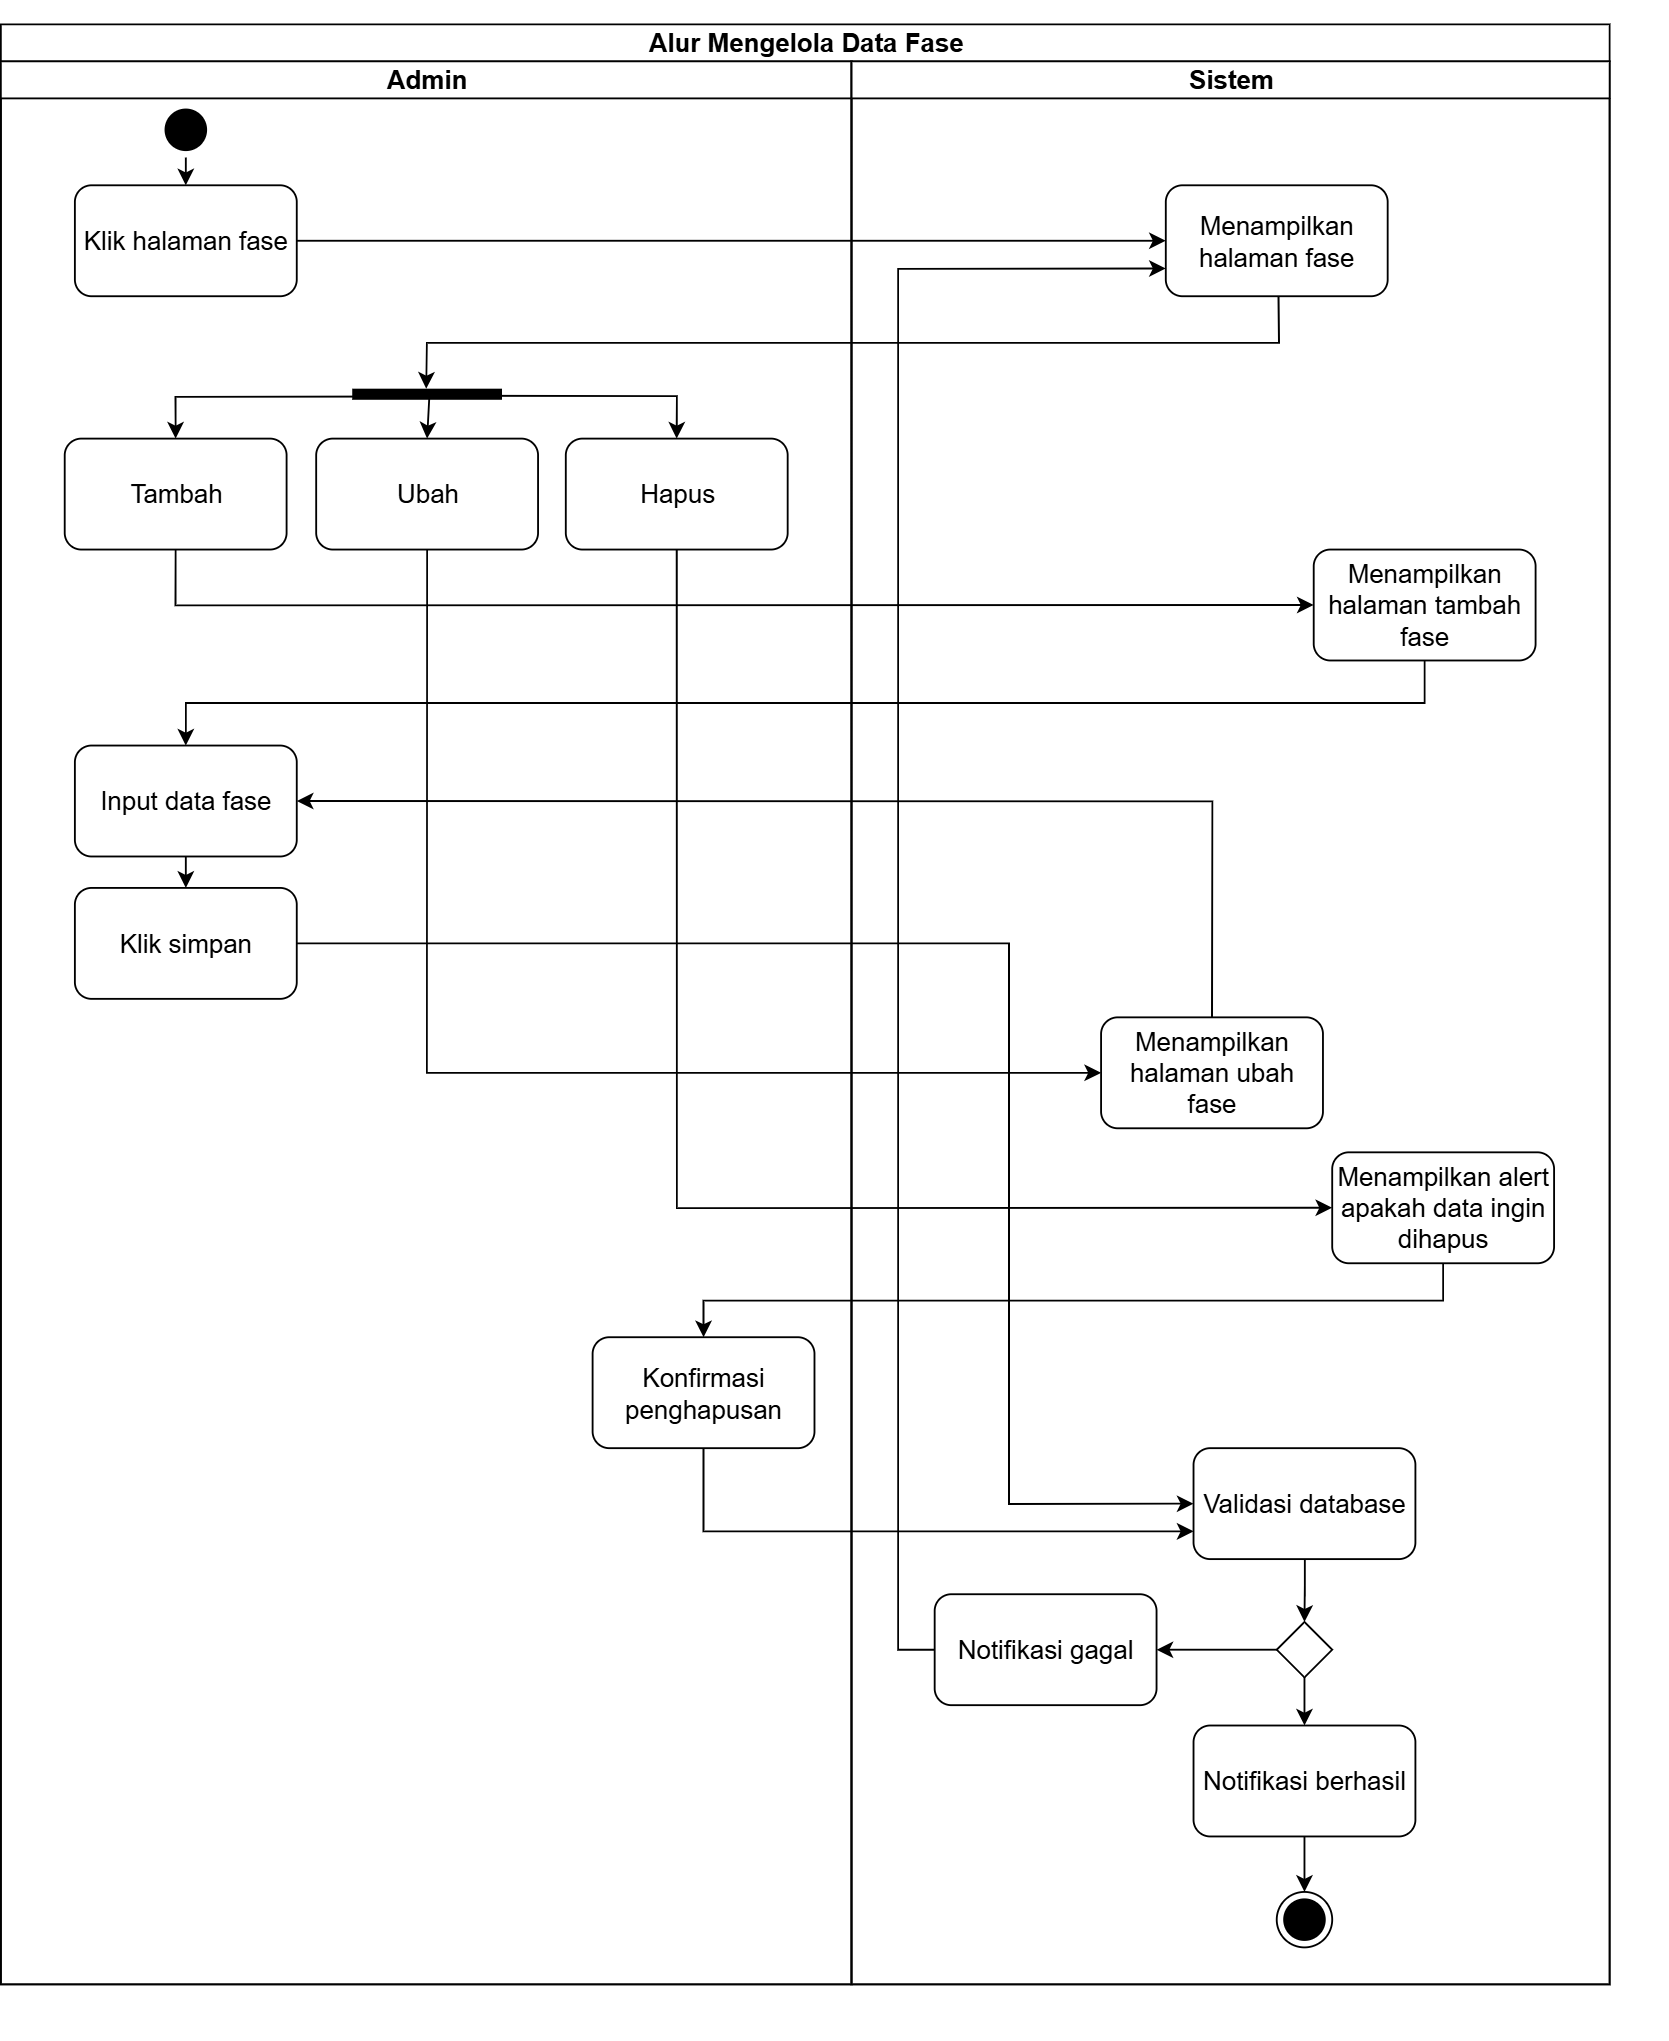 Alur Mengelola Data Fase
Admin
Sistem
Klik halaman fase
Menampilkan
halaman fase
Tambah
Ubah
Hapus
Menampilkan
halaman tambah
fase
Input data fase
Klik simpan
Menampilkan
halaman ubah
fase
Menampilkan alert
apakah data ingin
dihapus
Konfirmasi
penghapusan
Validasi database
Notifikasi gagal
Notifikasi berhasil